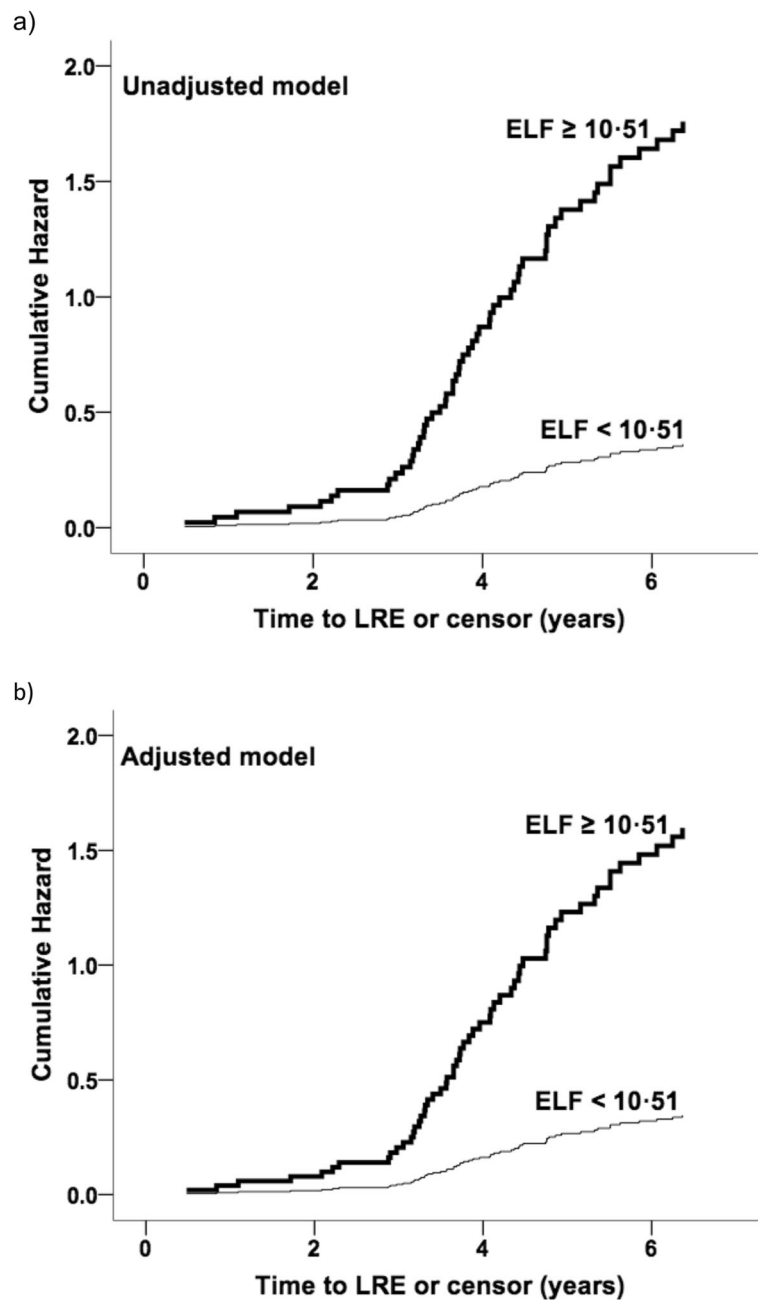 a)
2.0
Unadjusted model
ELF ≥ 10·51
1.5
1.0
Cumulative Hazard
0.5
ELF < 10·51
0.0
0 2 4 6
Time to LRE or censor (years)
b)
2.0
Adjusted model
ELF ≥ 10·51
1.5
1.0
Cumulative Hazard
0.5
ELF < 10·51
0.0
0 2 4 6
Time to LRE or censor (years)